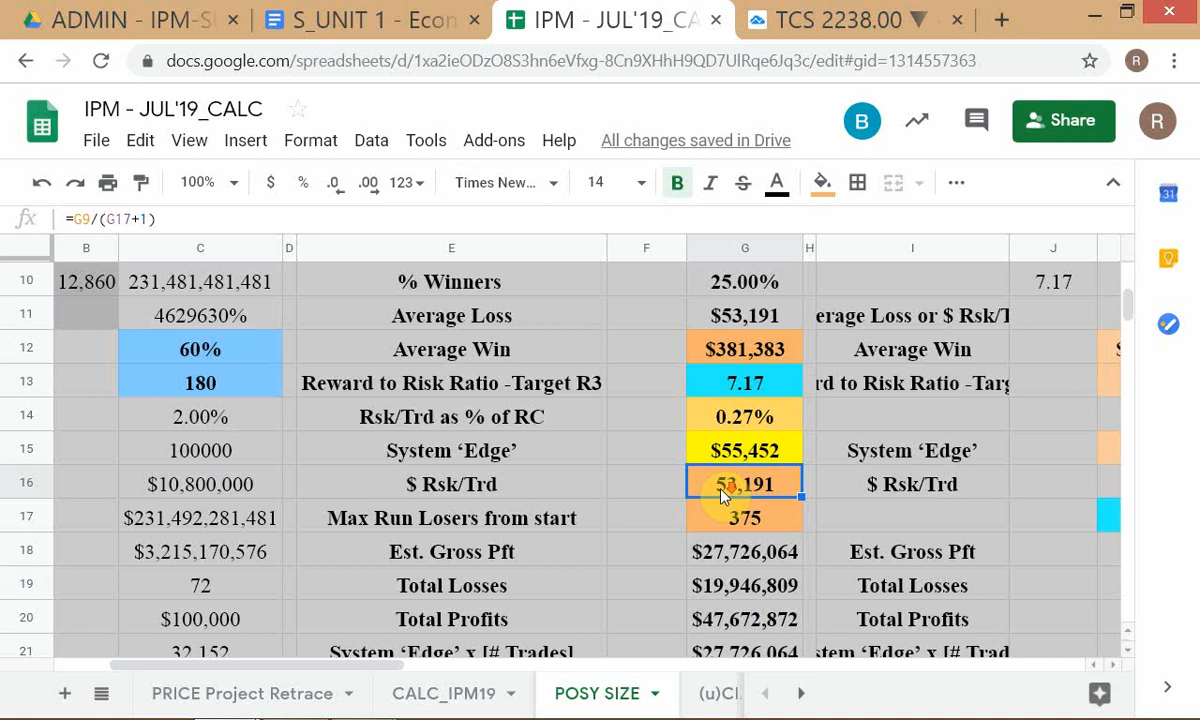 ADMIN - IPM-S
S_UNIT 1 - Econ
IPM - JUL'19_CA
TCS 2238.00 ▼
docs.google.com/spreadsheets/d/1xa2ieODzO8S3hn6eVfxg-8Cn9XHhH9QD7UlRqe6Jq3c/edit#gid=1314557363
R
IPM - JUL'19_CALC
File Edit View Insert Format Data Tools Add-ons Help All changes saved in Drive
B
Share
R
100% $ % .0 .00 123 Times New... 14 B I S A
31
fx =G9/(G17+1)
B C D E F G H I J
10 12,860 231,481,481,481 % Winners 25.00% 7.17
11 4629630% Average Loss $53,191 erage Loss or $ Rsk/T
12 60% Average Win $381,383 Average Win $
13 180 Reward to Risk Ratio -Target R3 7.17 rd to Risk Ratio -Targ
14 2.00% Rsk/Trd as % of RC 0.27%
15 100000 System ‘Edge’ $55,452 System ‘Edge’
16 $10,800,000 $ Rsk/Trd 53,191 $ Rsk/Trd
17 $231,492,281,481 Max Run Losers from start 375
18 $3,215,170,576 Est. Gross Pft $27,726,064 Est. Gross Pft
19 72 Total Losses $19,946,809 Total Losses
20 $100,000 Total Profits $47,672,872 Total Profits
21 32,152 System ‘Edge’ x [# Trades] $27,726,064 stem ‘Edge’ x [# Trad
PRICE Project Retrace CALC_IPM19 POSY SIZE (u)CI